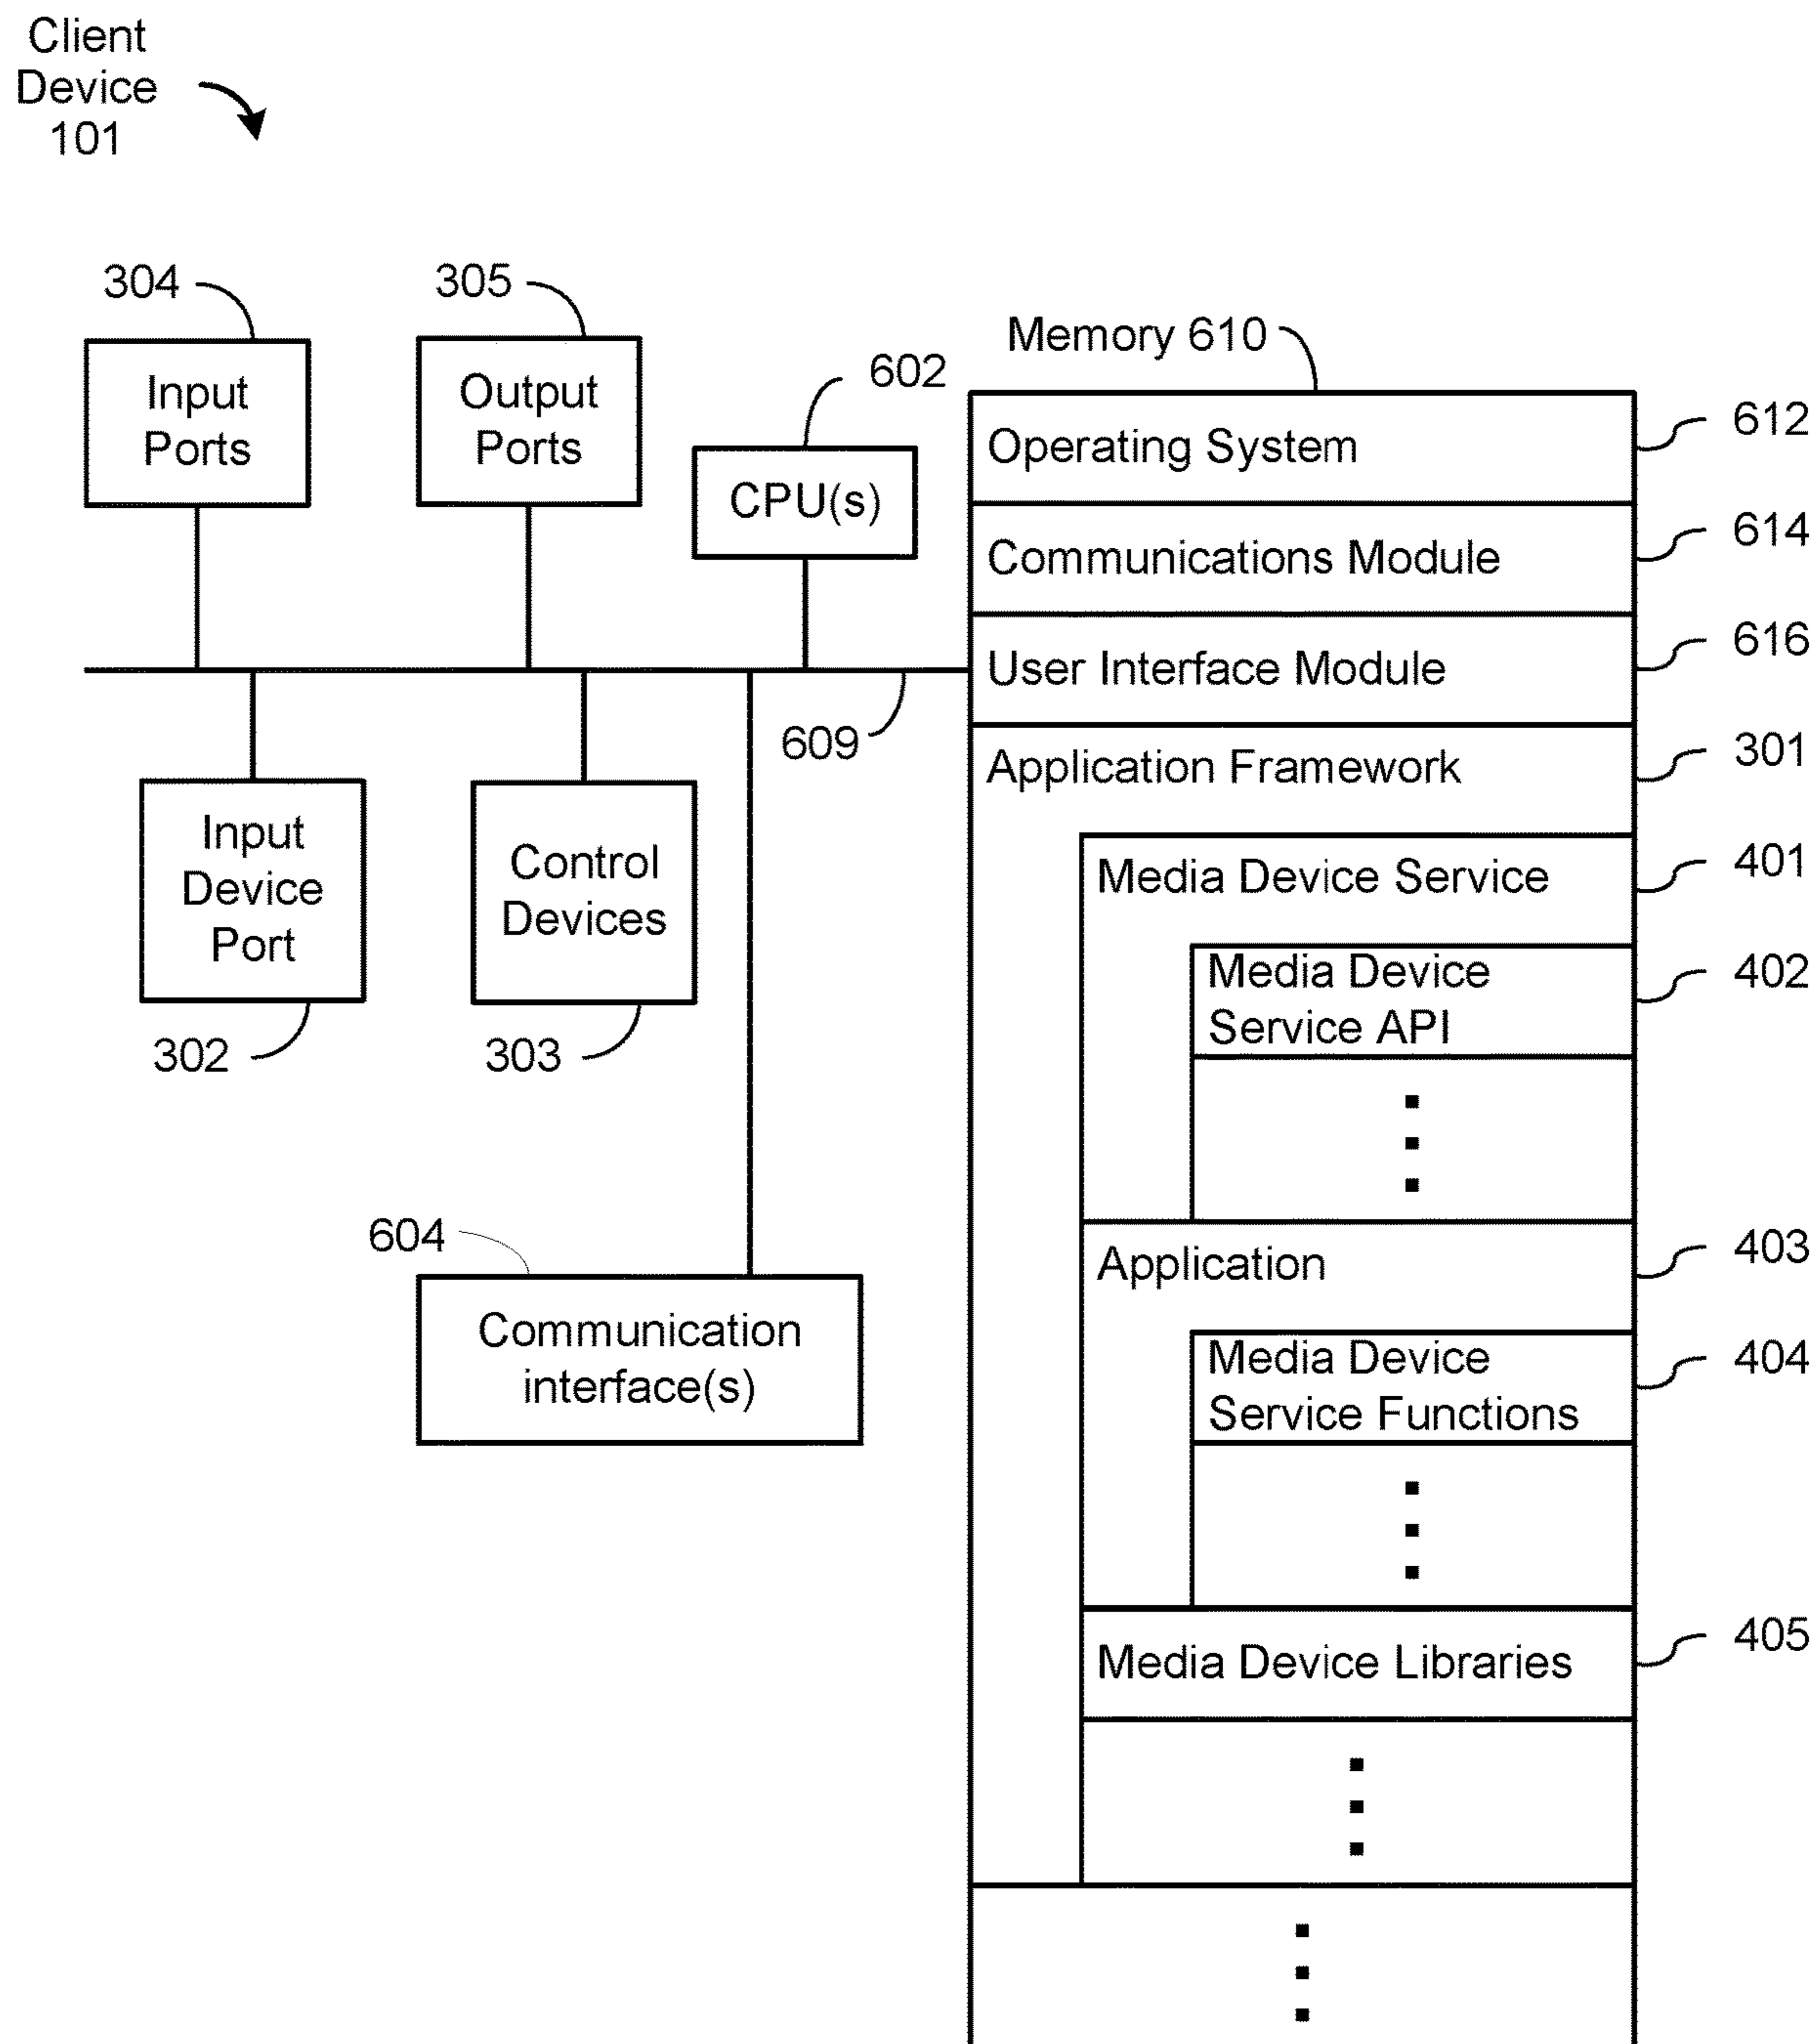 Client
Device
101
304
305
Input
Ports
Output
Ports
602
CPU(s)
609
Input
Device
Port
302
Control
Devices
303
604
Communication
interface(s)
Memory 610
Operating System
612
Communications Module
614
User Interface Module
616
Application Framework
301
Media Device Service
401
Media Device
Service API
402
Application
403
Media Device
Service Functions
404
Media Device Libraries
405